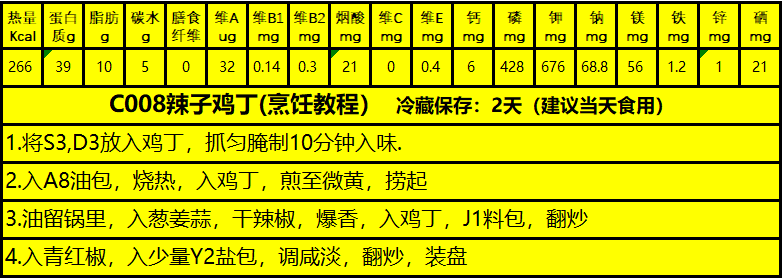 热量 蛋白 脂肪 碳水 膳食 维A 维B1 维B2 烟酸 维C 维E 钙 磷 钾 钠 镁 铁 锌 硒
Kcal 质g g g 纤维 ug mg mg mg mg mg mg mg mg mg mg mg mg mg
266 39 10 5 0 32 0.14 0.3 21 0 0.4 6 428 676 68.8 56 1.2 1 21
C008辣子鸡丁(烹饪教程） 冷藏保存：2天（建议当天食用）
1.将S3,D3放入鸡丁，抓匀腌制10分钟入味.
2.入A8油包，烧热，入鸡丁，煎至微黄，捞起
3.油留锅里，入葱姜蒜，干辣椒，爆香，入鸡丁，J1料包，翻炒
4.入青红椒，入少量Y2盐包，调咸淡，翻炒，装盘